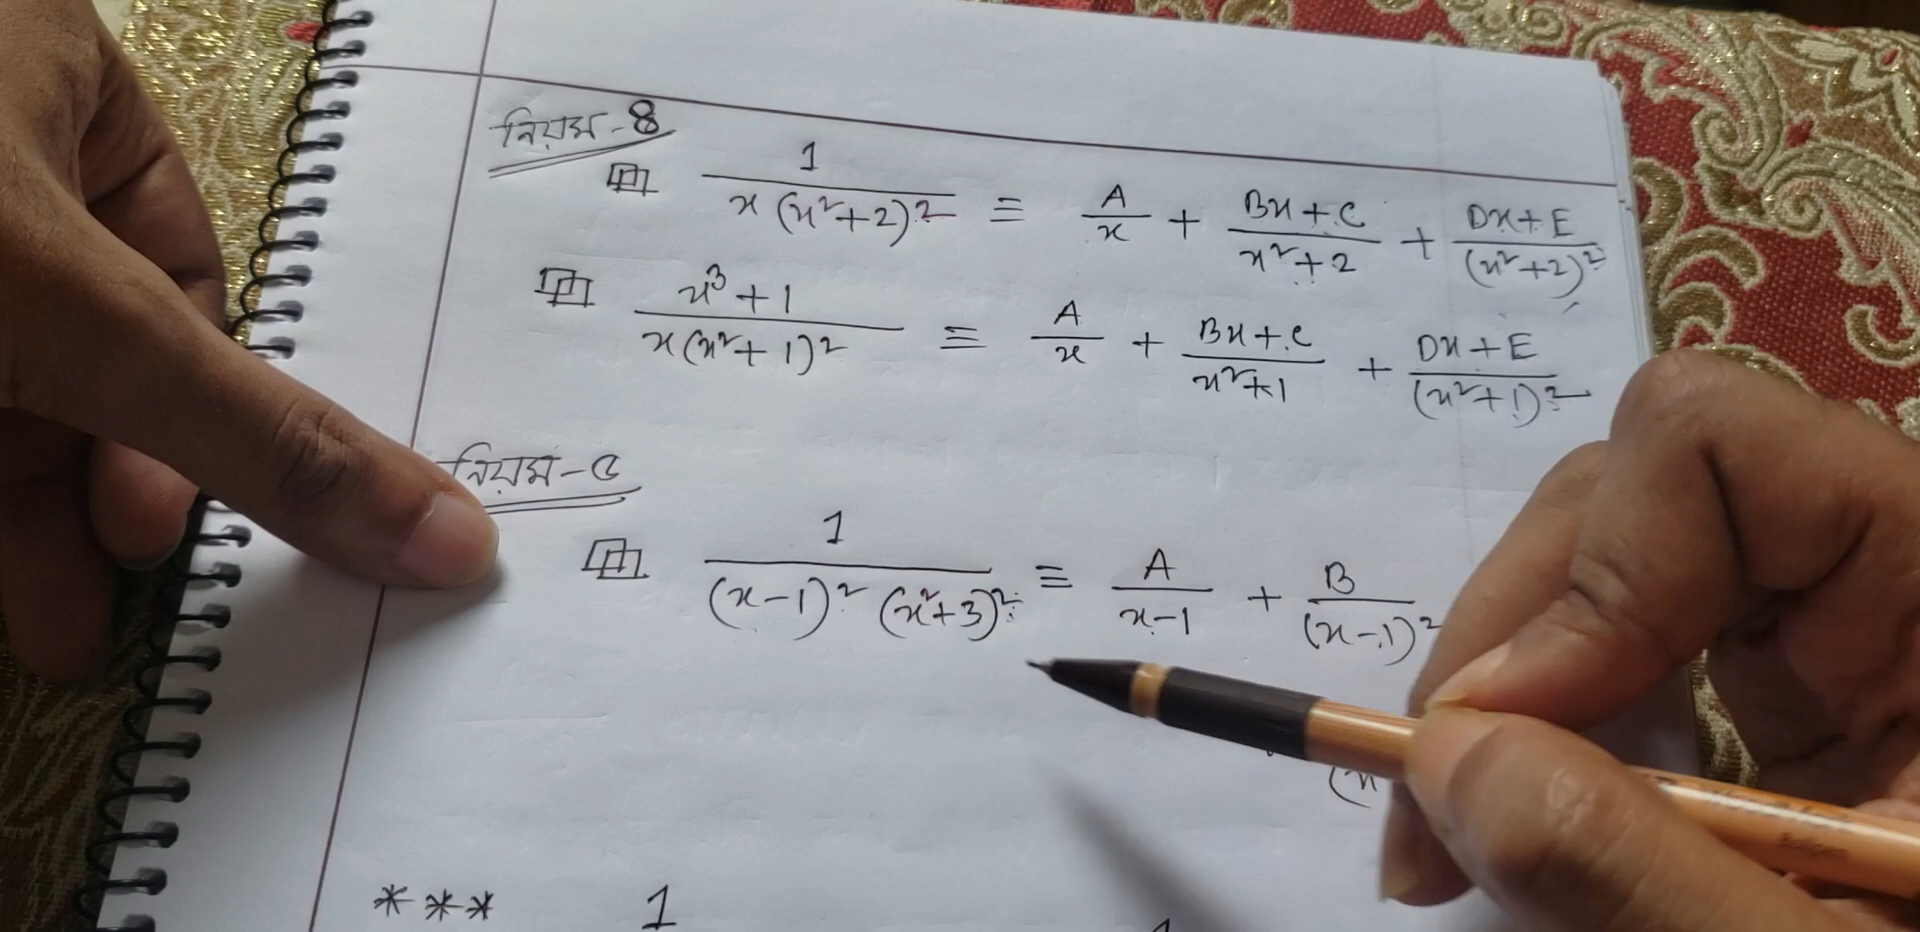 নিয়ম-৪
1 / x(x²+2)² ≡ A/x + Bx+C / x²+2 + Dx+E / (x²+2)²
x³+1 / x(x²+1)² ≡ A/x + Bx+C / x²+1 + Dx+E / (x²+1)²
নিয়ম-৫
1 / (x-1)² (x²+3)² ≡ A / x-1 + B / (x-1)²
(x
*** 1